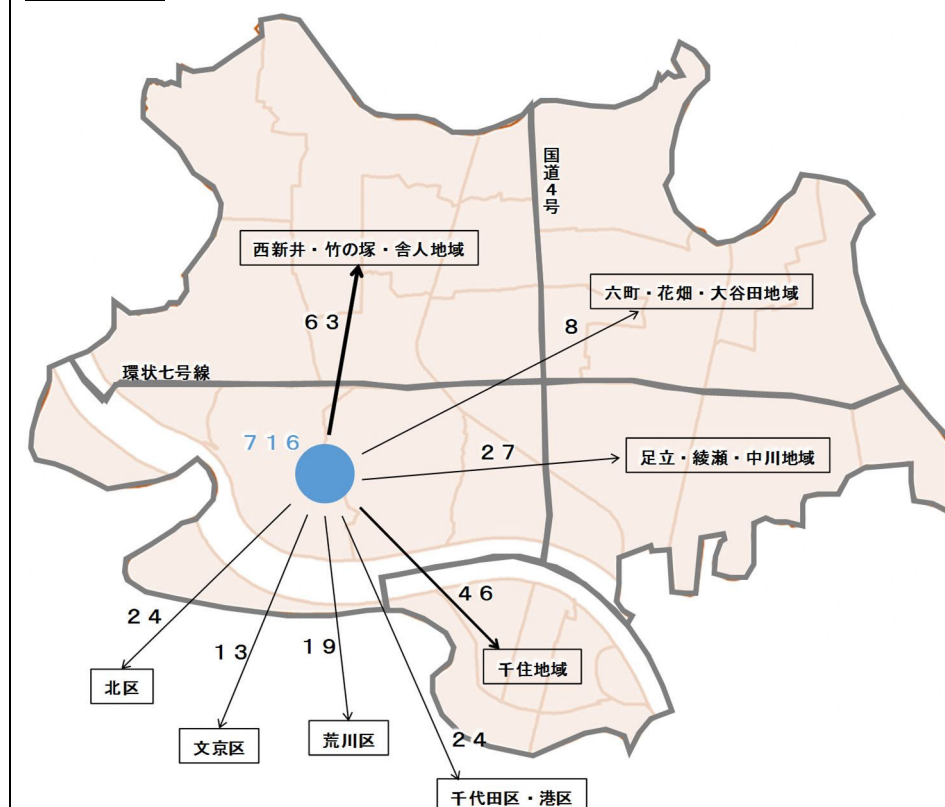 国道4号
西新井・竹の塚・舎人地域
六町・花畑・大谷田地域
63
8
環状七号線
716
27
足立・綾瀬・中川地域
46
24
13
19
千住地域
北区
文京区
荒川区
24
千代田区・港区